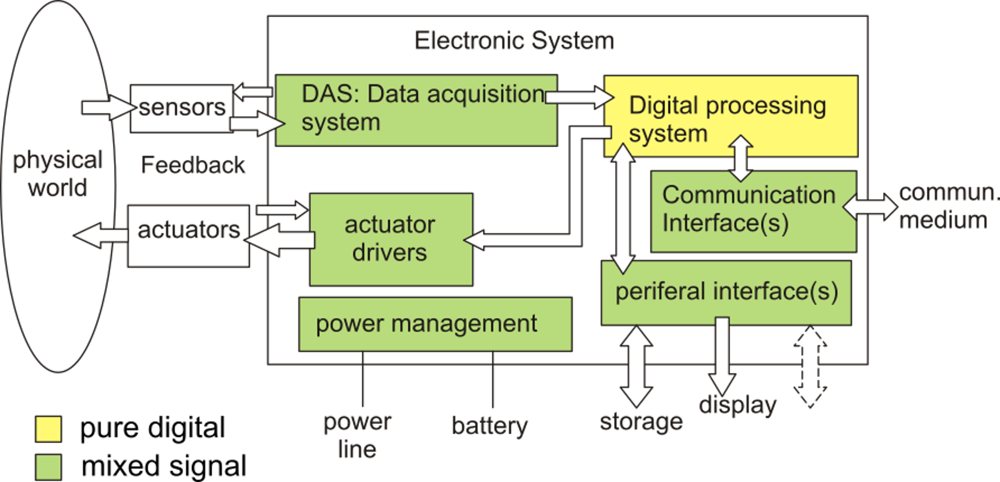 Electronic System
DAS: Data acquisition
system
Digital processing
system
sensors
physical
world
Feedback
Communication
Interface(s)
commun.
medium
actuators
actuator
drivers
periferal interface(s)
power management
power
line
battery
storage
display
pure digital
mixed signal